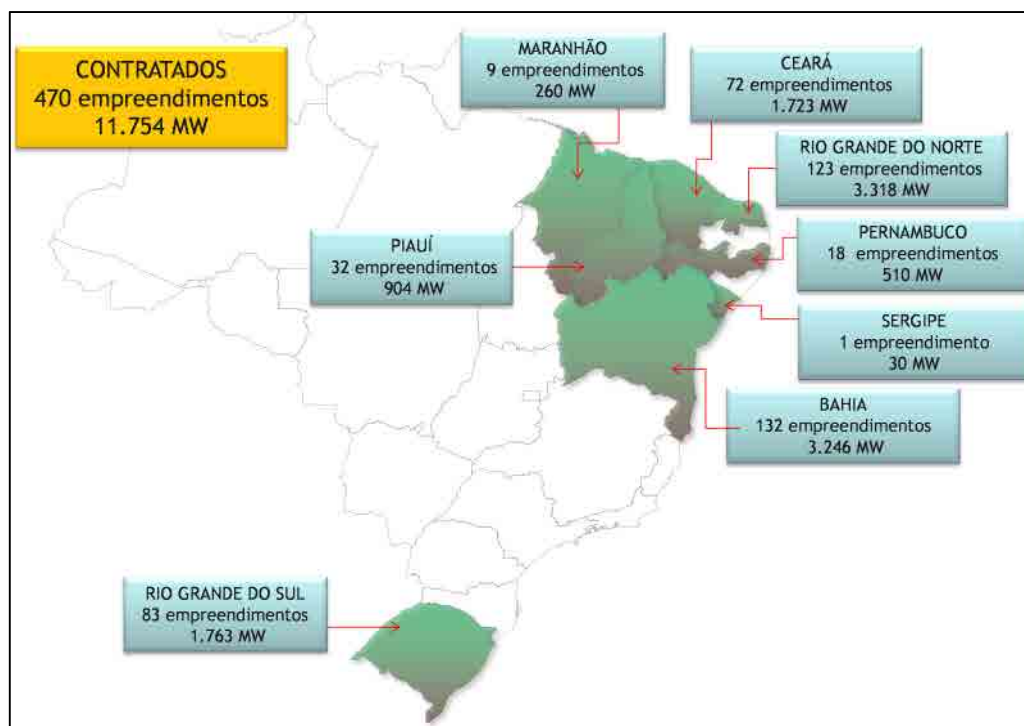 CONTRATADOS
470 empreendimentos
11.754 MW
MARANHÃO
9 empreendimentos
260 MW
CEARÁ
72 empreendimentos
1.723 MW
RIO GRANDE DO NORTE
123 empreendimentos
3.318 MW
PIAUÍ
32 empreendimentos
904 MW
PERNAMBUCO
18 empreendimentos
510 MW
SERGIPE
1 empreendimento
30 MW
BAHIA
132 empreendimentos
3.246 MW
RIO GRANDE DO SUL
83 empreendimentos
1.763 MW